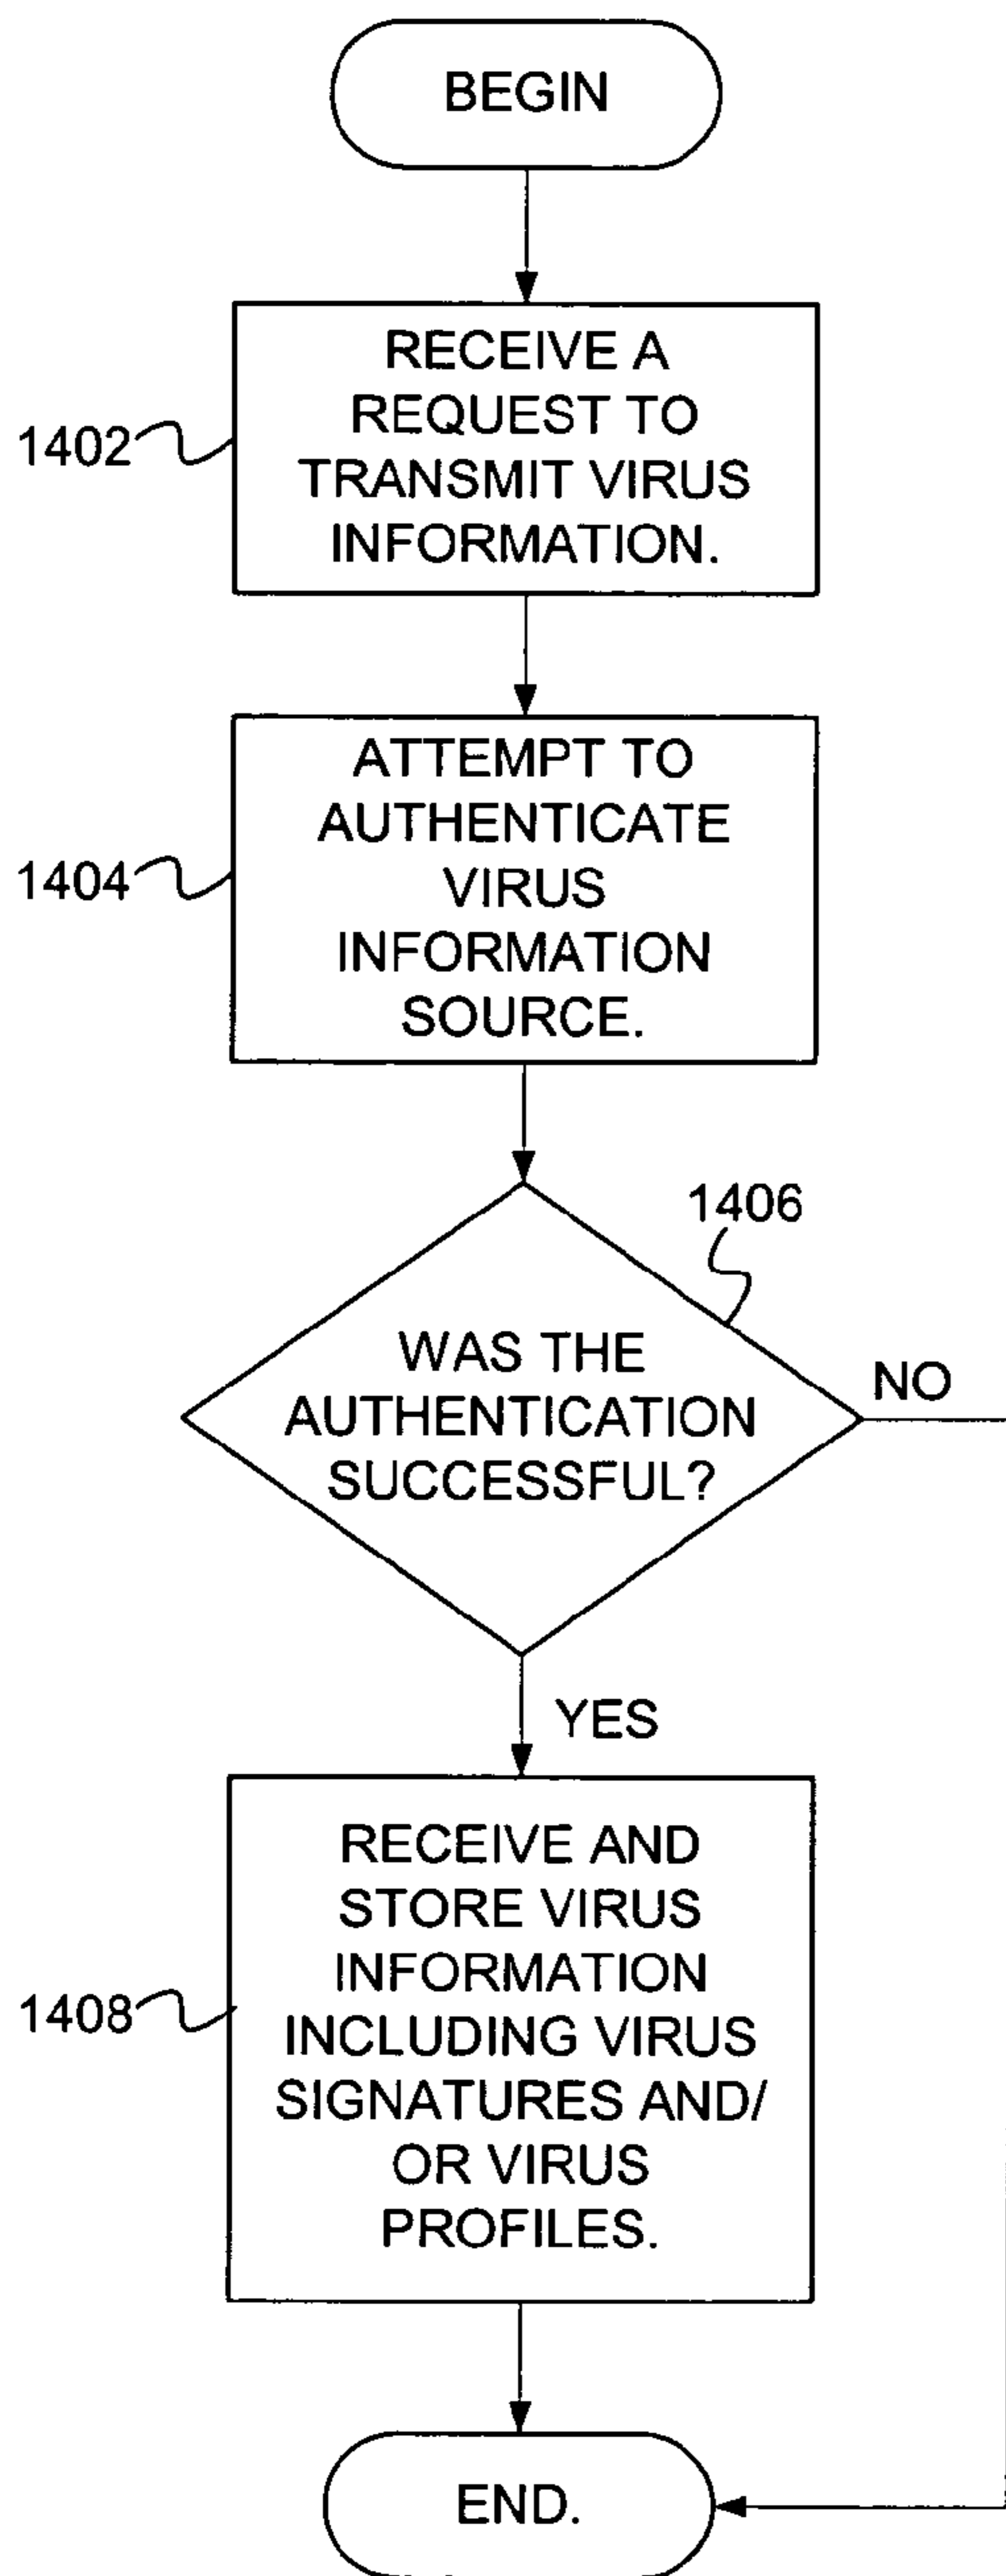 BEGIN
RECEIVE A
REQUEST TO
TRANSMIT VIRUS
INFORMATION.
1402
ATTEMPT TO
AUTHENTICATE
VIRUS
INFORMATION
SOURCE.
1404
1406
WAS THE
AUTHENTICATION
SUCCESSFUL?
NO
YES
RECEIVE AND
STORE VIRUS
INFORMATION
INCLUDING VIRUS
SIGNATURES AND/
OR VIRUS
PROFILES.
1408
END.